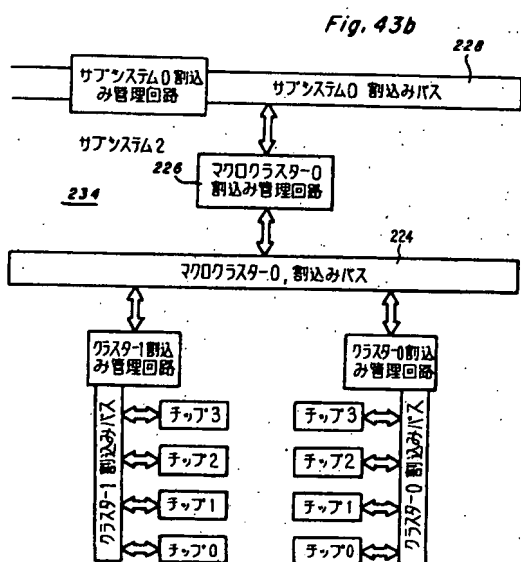 Fig. 43b
228
サブシステム0 割込
み管理回路
サブシステム0 割込みバス
サブシステム2
226
マクロクラスター0
割込み管理回路
234
224
マクロクラスター0, 割込みバス
クラスター1 割込
み管理回路
クラスター0 割込
み管理回路
クラスター1 割込みバス
チップ3
チップ2
チップ1
チップ0
チップ3
チップ2
チップ1
チップ0
クラスター0 割込みバス